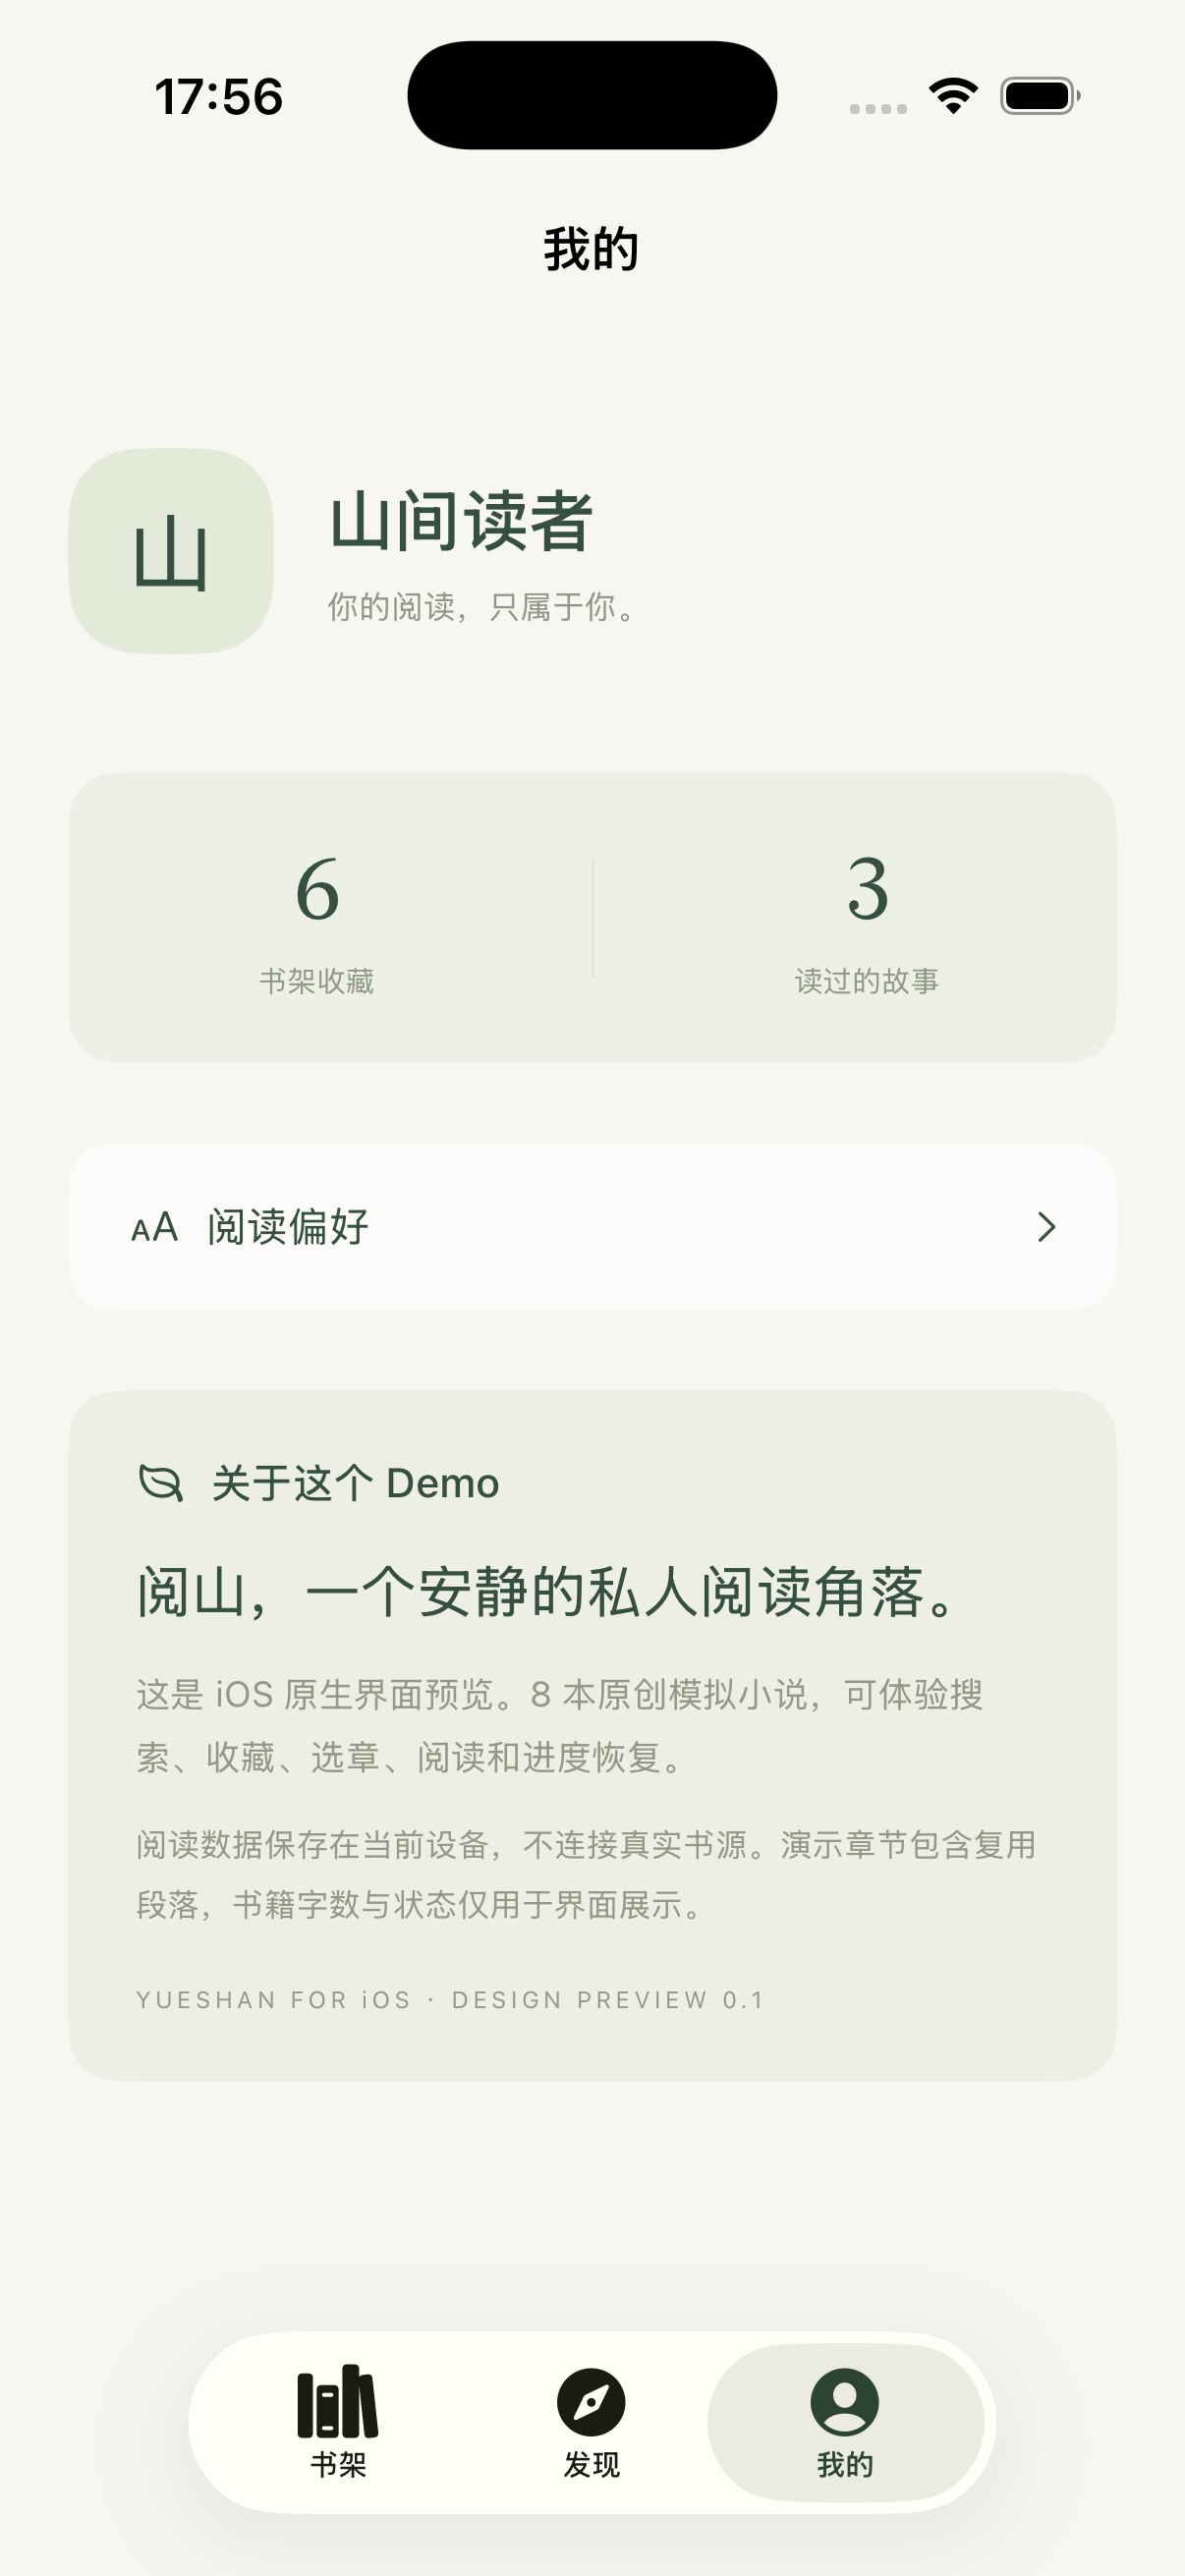 17:56
我的
山
山间读者
你的阅读，只属于你。
6
书架收藏
3
读过的故事
AA 阅读偏好
关于这个 Demo
阅山，一个安静的私人阅读角落。
这是 iOS 原生界面预览。8 本原创模拟小说，可体验搜
索、收藏、选章、阅读和进度恢复。
阅读数据保存在当前设备，不连接真实书源。演示章节包含复用
段落，书籍字数与状态仅用于界面展示。
YUESHAN FOR iOS · DESIGN PREVIEW 0.1
书架
发现
我的